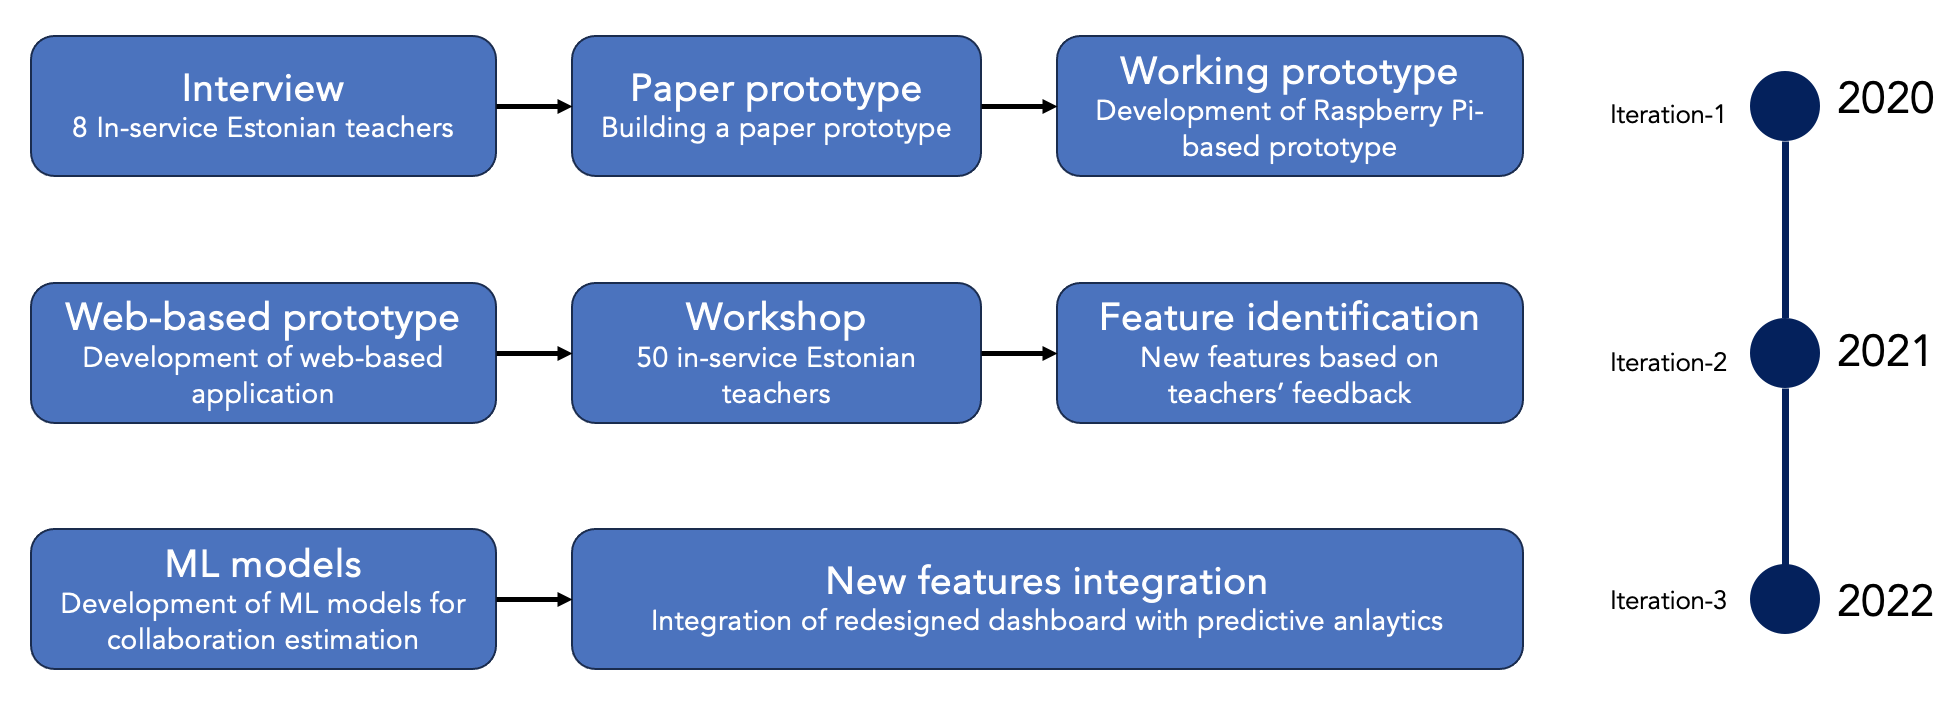 Interview
8 In-service Estonian teachers
Paper prototype
Building a paper prototype
Working prototype
Development of Raspberry Pi-
based prototype
Iteration-1
2020
Web-based prototype
Development of web-based
application
Workshop
50 in-service Estonian
teachers
Feature identification
New features based on
teachers’ feedback
Iteration-2
2021
ML models
Development of ML models for
collaboration estimation
New features integration
Integration of redesigned dashboard with predictive anlaytics
Iteration-3
2022